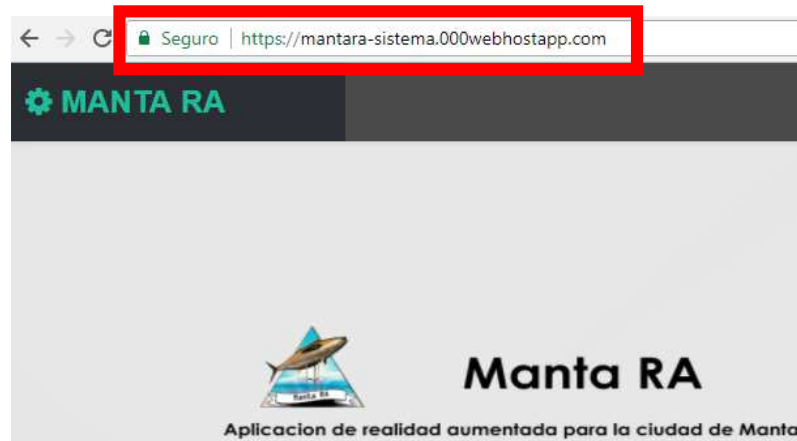 Seguro | https://mantara-sistema.000webhostapp.com
MANTA RA
Manta RA
Manta RA
Aplicacion de realidad aumentada para la ciudad de Manta